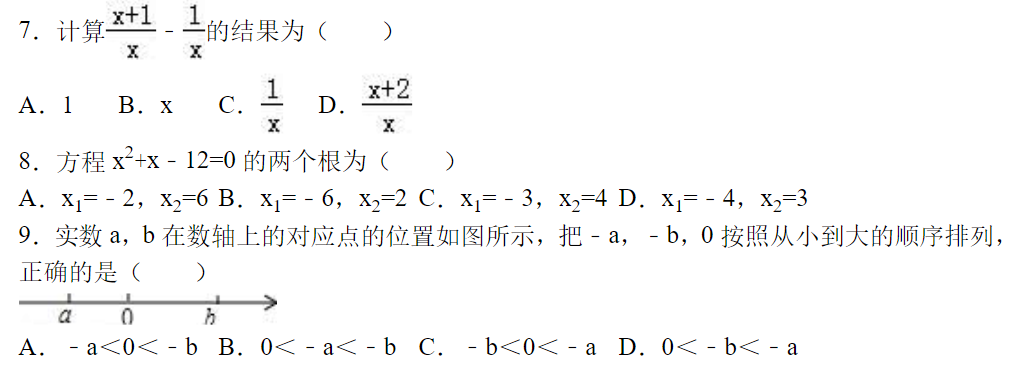 7．计算(x+1)/x﹣1/x的结果为（　　）
A．1 B．x C．1/x D．(x+2)/x
8．方程 x²+x﹣12=0 的两个根为（　　）
A．x₁=﹣2，x₂=6 B．x₁=﹣6，x₂=2 C．x₁=﹣3，x₂=4 D．x₁=﹣4，x₂=3
9．实数 a，b 在数轴上的对应点的位置如图所示，把﹣a，﹣b，0 按照从小到大的顺序排列，
正确的是（　　）
a 0 b
A．﹣a＜0＜﹣b B．0＜﹣a＜﹣b C．﹣b＜0＜﹣a D．0＜﹣b＜﹣a